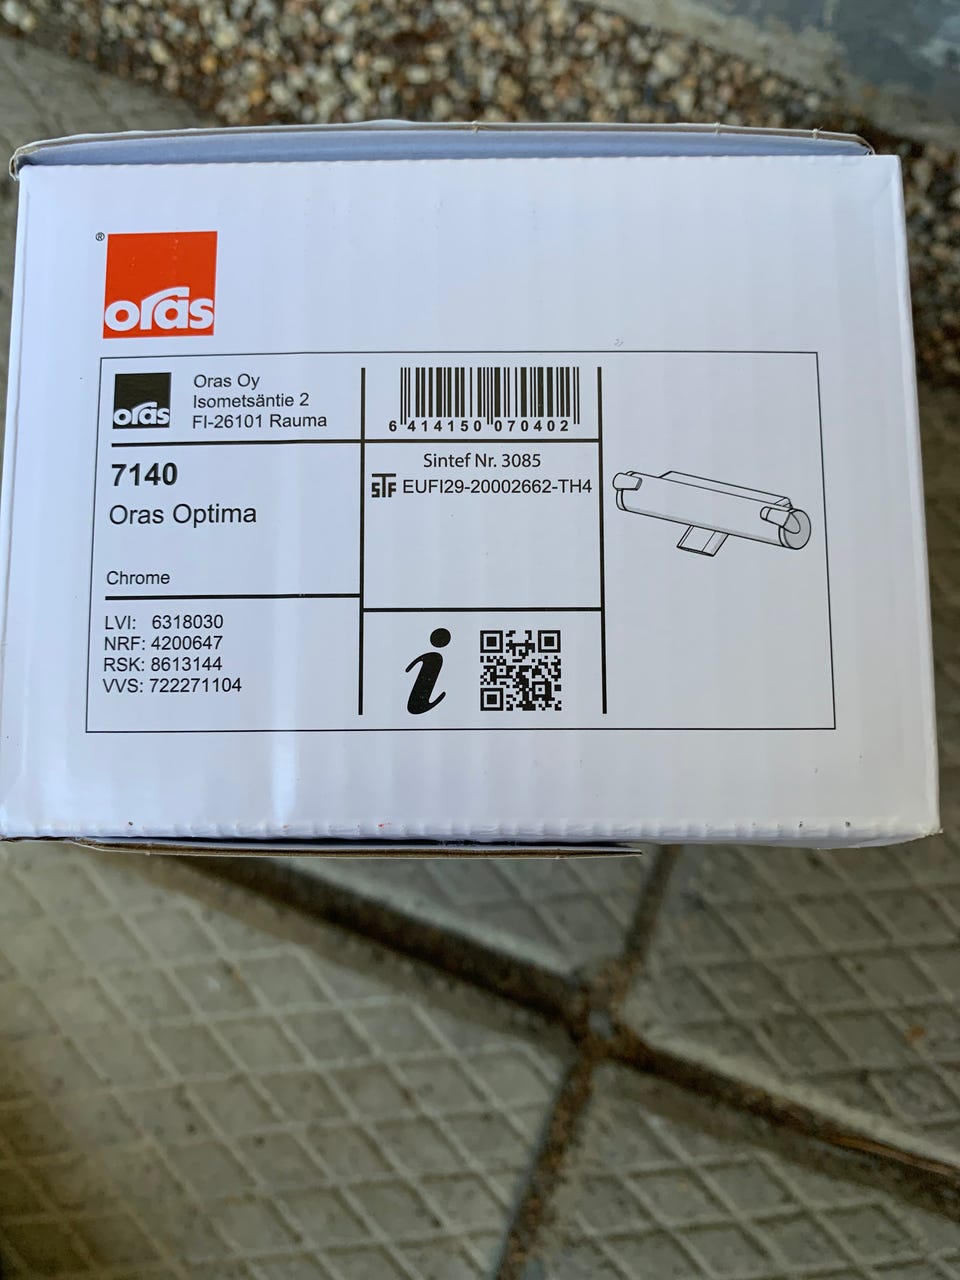 ®
oras
oras
Oras Oy
Isometsäntie 2
FI-26101 Rauma
7140
Oras Optima
Chrome
LVI: 6318030
NRF: 4200647
RSK: 8613144
VVS: 722271104
6 414150 070402
Sintef Nr. 3085
STF EUFI29-20002662-TH4
i